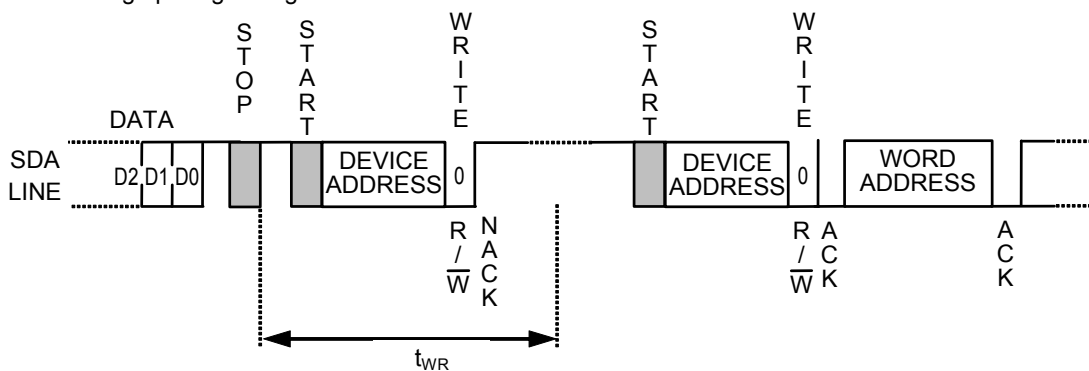 STOP
START
WRITE
START
WRITE
DATA
SDA
LINE
D2 D1 D0
DEVICE
ADDRESS
0
DEVICE
ADDRESS
0
WORD
ADDRESS
R/W
NACK
R/W
ACK
ACK
tWR